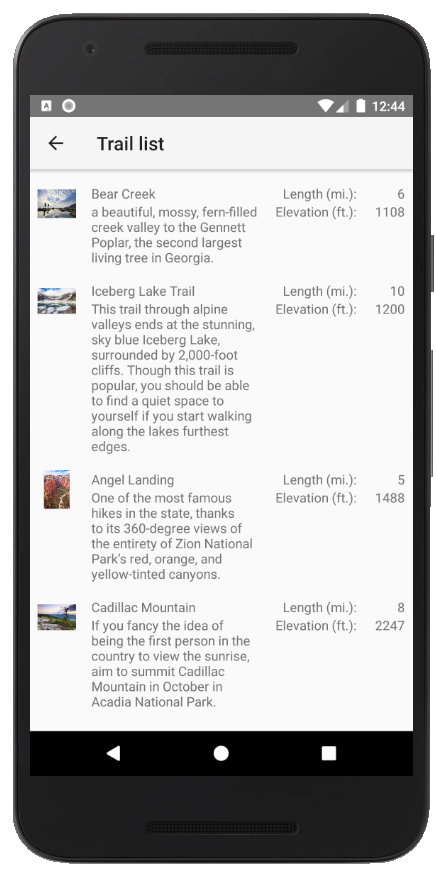 A 12:44
Trail list
Bear Creek Length (mi.): 6
a beautiful, mossy, fern-filled Elevation (ft.): 1108
creek valley to the Gennett
Poplar, the second largest
living tree in Georgia.
Iceberg Lake Trail Length (mi.): 10
This trail through alpine Elevation (ft.): 1200
valleys ends at the stunning,
sky blue Iceberg Lake,
surrounded by 2,000-foot
cliffs. Though this trail is
popular, you should be able
to find a quiet space to
yourself if you start walking
along the lakes furthest
edges.
Angel Landing Length (mi.): 5
One of the most famous Elevation (ft.): 1488
hikes in the state, thanks
to its 360-degree views of
the entirety of Zion National
Park's red, orange, and
yellow-tinted canyons.
Cadillac Mountain Length (mi.): 8
If you fancy the idea of Elevation (ft.): 2247
being the first person in the
country to view the sunrise,
aim to summit Cadillac
Mountain in October in
Acadia National Park.